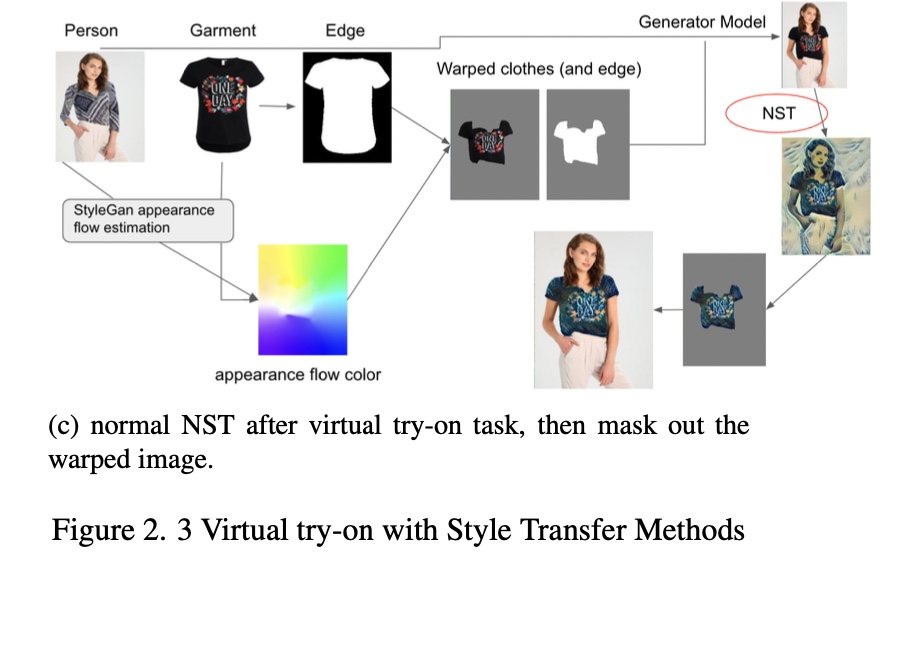 Person
Garment
Edge
Generator Model
Warped clothes (and edge)
ONE
DAY
NST
StyleGan appearance
flow estimation
appearance flow color
(c) normal NST after virtual try-on task, then mask out the
warped image.
Figure 2. 3 Virtual try-on with Style Transfer Methods